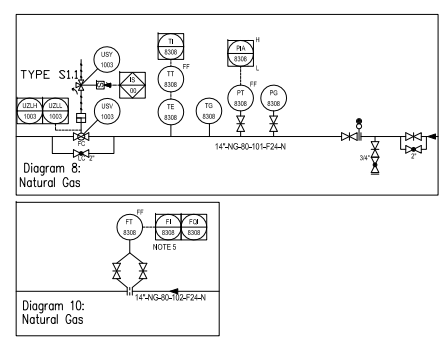 TYPE S1.1
USY
1003
IS
00
UZLH
1003
UZLL
1003
USV
1003
FC
LC 2"
TI
8308
TT
8308
FF
TE
8308
TG
8308
PIA
8308
H
L
PT
8308
FF
PG
8308
14"-NG-80-101-F24-N
3/4"
2"
Diagram 8:
Natural Gas
FT
8308
FF
FI
8308
FQI
8308
NOTE 5
14"-NG-80-102-F24-N
Diagram 10:
Natural Gas